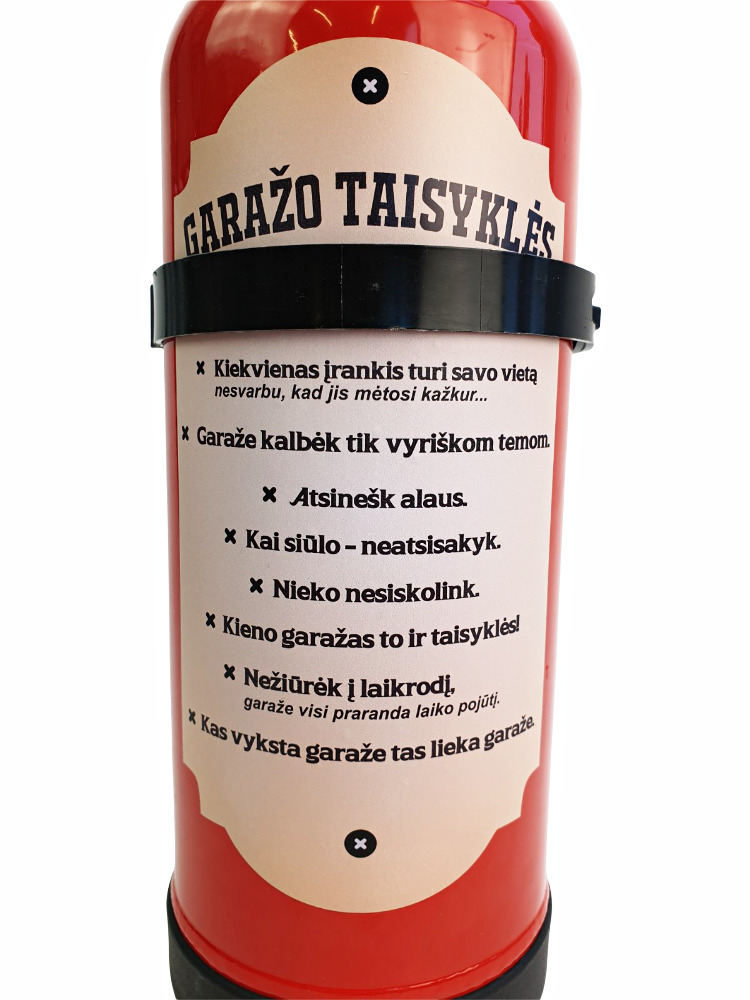 GARAŽO TAISYKLĖS
Kiekvienas įrankis turi savo vietą
nesvarbu, kad jis mėtosi kažkur...
Garaže kalbėk tik vyriškom temom.
Atsinešk alaus.
Kai siūlo – neatsisakyk.
Nieko nesiskolink.
Kieno garažas to ir taisyklės!
Nežiūrėk į laikrodį,
garaže visi praranda laiko pojūtį.
Kas vyksta garaže tas lieka garaže.